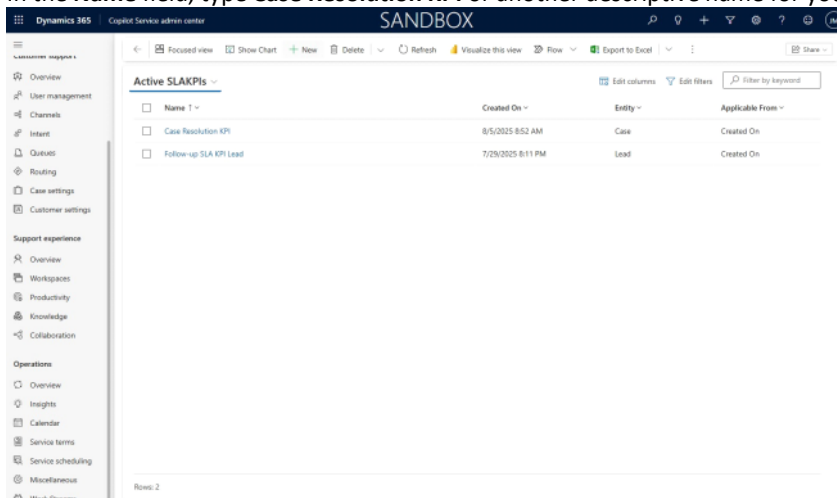 Dynamics 365 Copilot Service admin center SANDBOX
Focused view Show Chart New Delete Refresh Visualize this view Flow Export to Excel Share
Overview
User management
Channels
Intent
Queues
Routing
Case settings
Customer settings
Support experience
Overview
Workspaces
Productivity
Knowledge
Collaboration
Operations
Overview
Insights
Calendar
Service terms
Service scheduling
Miscellaneous
Active SLAKPIs Edit columns Edit filters Filter by keyword
Name ↑ Created On Entity Applicable From
Case Resolution KPI 8/5/2025 8:52 AM Case Created On
Follow-up SLA KPI Lead 7/29/2025 8:11 PM Lead Created On
Rows: 2